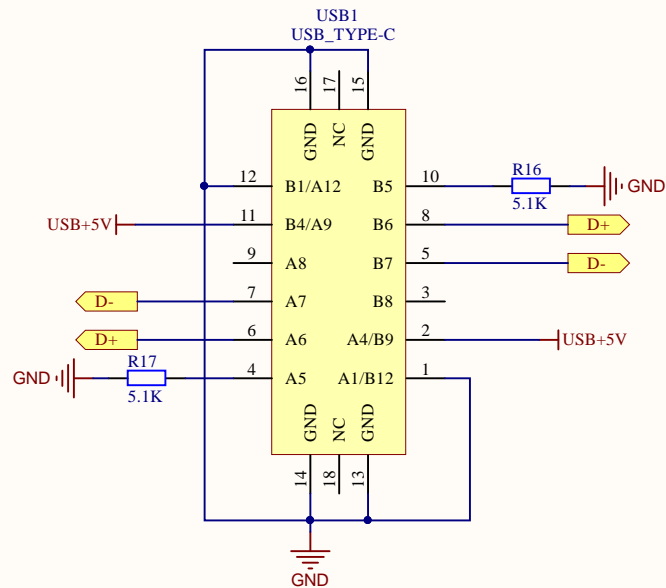 USB1
USB_TYPE-C
16 17 15
GND NC GND
12 B1/A12 B5 10 R16 GND
5.1K
USB+5V 11 B4/A9 B6 8 D+
9 A8 B7 5 D-
D- 7 A7 B8 3
D+ 6 A6 A4/B9 2 USB+5V
R17
GND 4 A5 A1/B12 1
5.1K
GND NC GND
14 18 13
GND